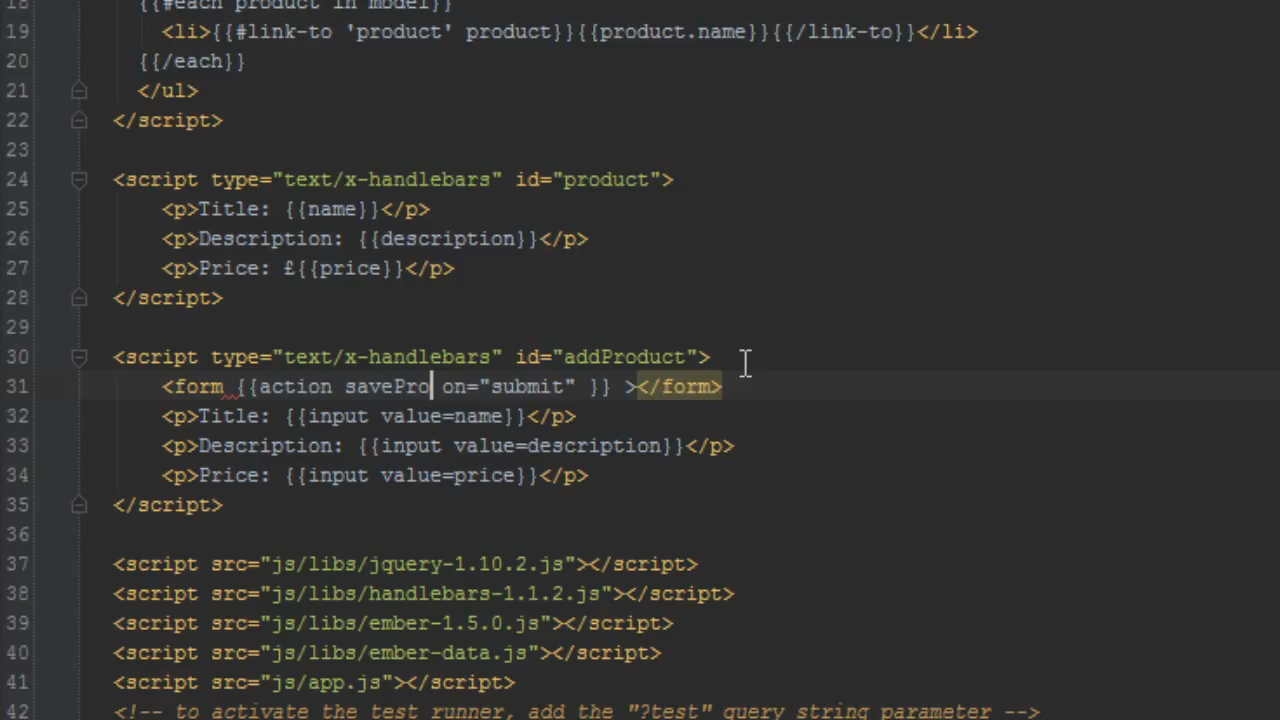 18 {{#each product in model}}
19 <li>{{#link-to 'product' product}}{{product.name}}{{/link-to}}</li>
20 {{/each}}
21 </ul>
22 </script>
23
24 <script type="text/x-handlebars" id="product">
25 <p>Title: {{name}}</p>
26 <p>Description: {{description}}</p>
27 <p>Price: £{{price}}</p>
28 </script>
29
30 <script type="text/x-handlebars" id="addProduct">
31 <form {{action savePro on="submit" }} ></form>
32 <p>Title: {{input value=name}}</p>
33 <p>Description: {{input value=description}}</p>
34 <p>Price: {{input value=price}}</p>
35 </script>
36
37 <script src="js/libs/jquery-1.10.2.js"></script>
38 <script src="js/libs/handlebars-1.1.2.js"></script>
39 <script src="js/libs/ember-1.5.0.js"></script>
40 <script src="js/libs/ember-data.js"></script>
41 <script src="js/app.js"></script>
42 <!-- to activate the test runner, add the "?test" query string parameter -->